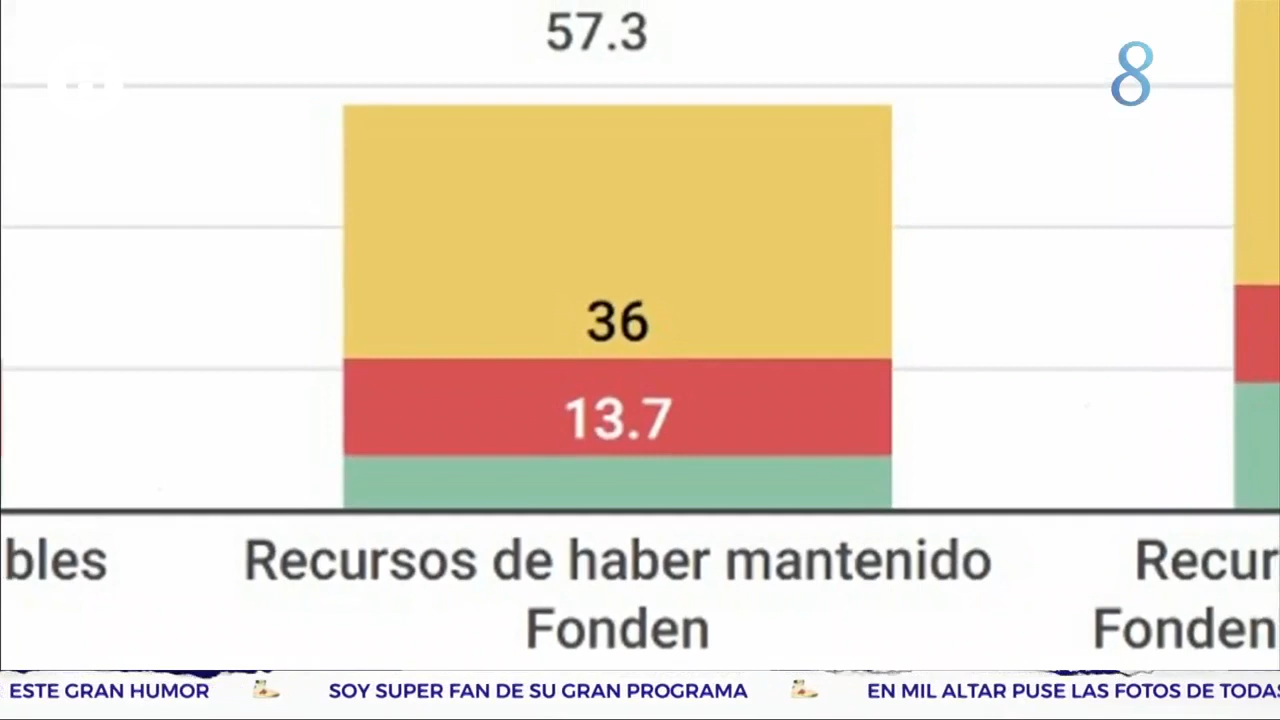 57.3
8
36
13.7
bles
Recursos de haber mantenido
Fonden
Recur
Fonden
ESTE GRAN HUMOR
SOY SUPER FAN DE SU GRAN PROGRAMA
EN MIL ALTAR PUSE LAS FOTOS DE TODAS